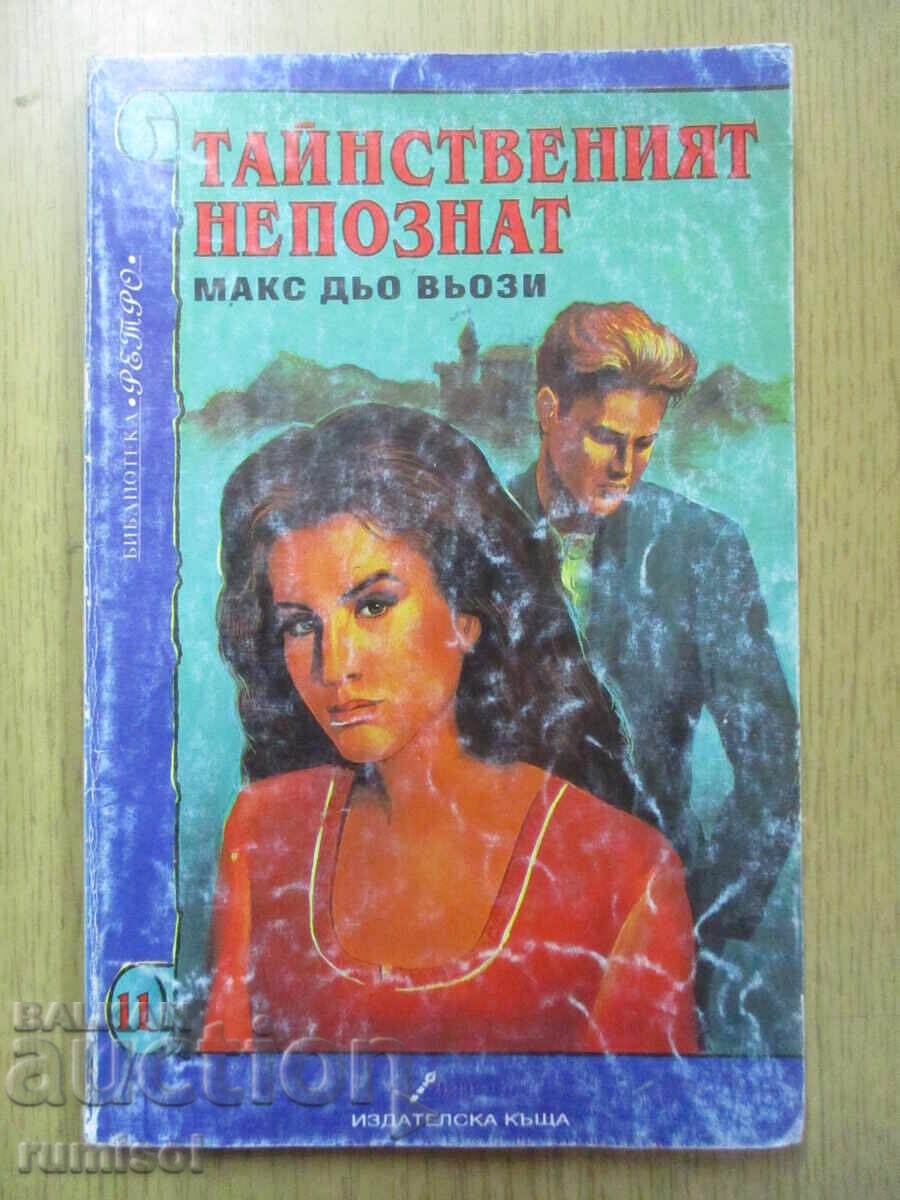 ТАЙНСТВЕНИЯТ
НЕПОЗНАТ
МАКС ДЬО ВЬОЗИ
БИБЛИОТЕКА •РЕТРО•
11
ИЗДАТЕЛСКА КЪЩА
BALKAN
auction
rumisol